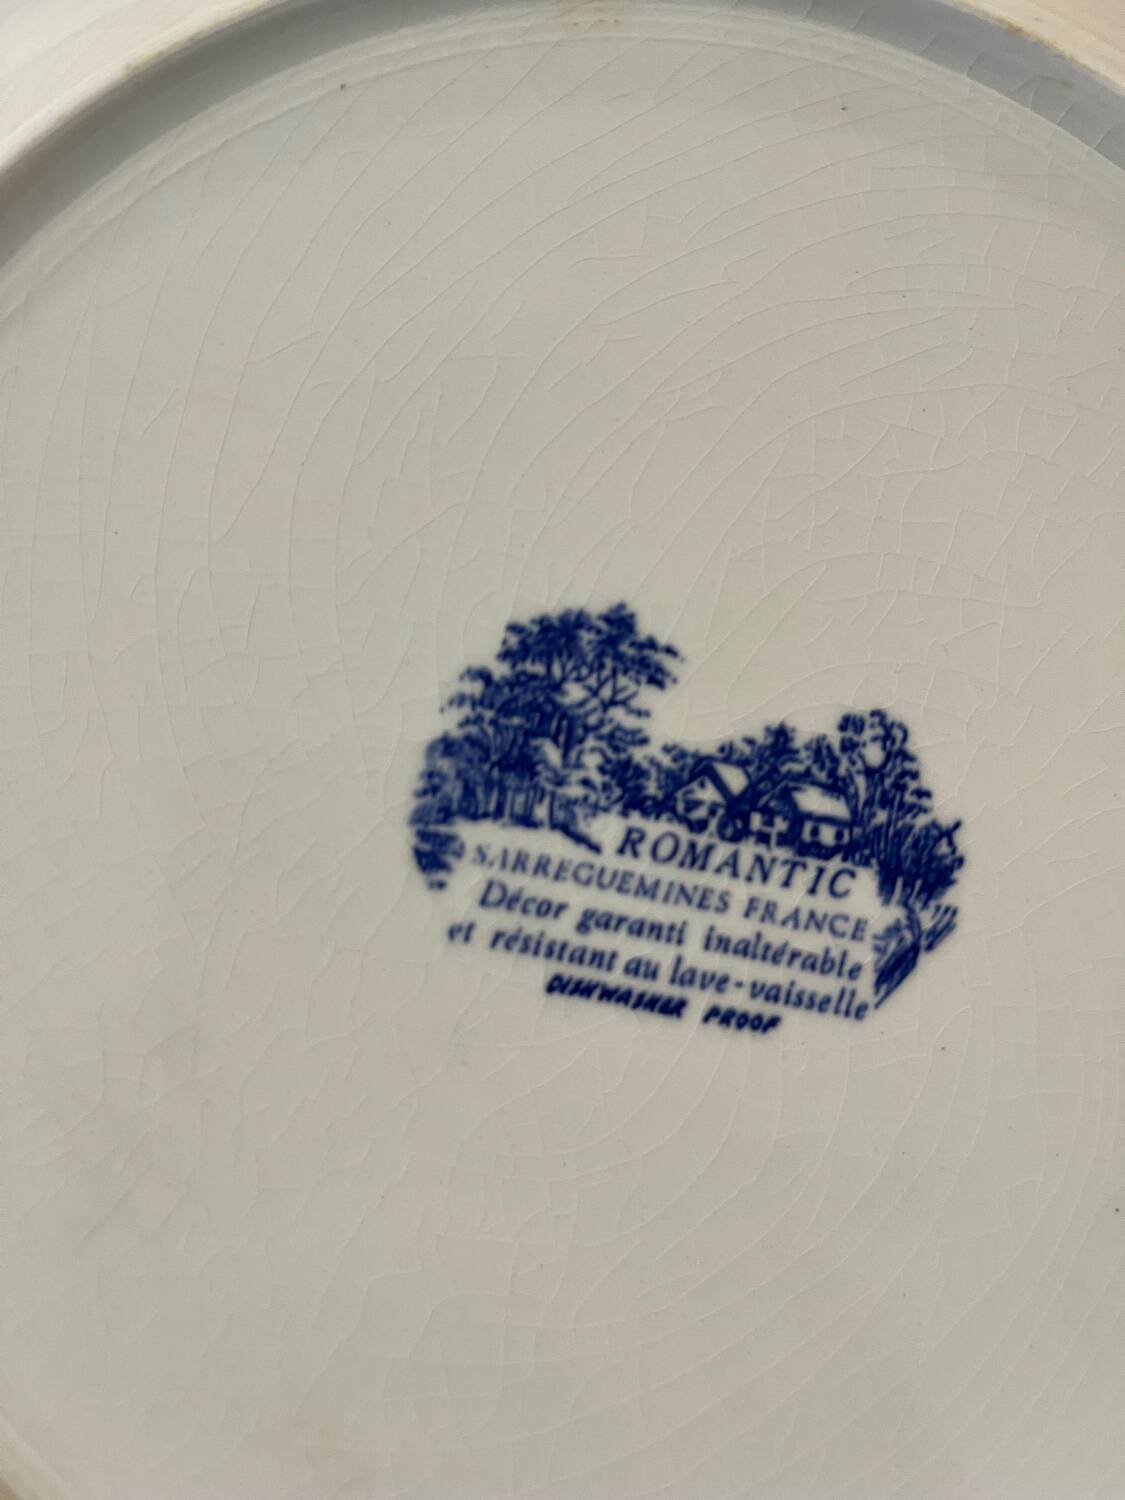 ROMANTIC
SARREGUEMINES FRANCE
Décor garanti inaltérable
et résistant au lave-vaisselle
DISHWASHER PROOF